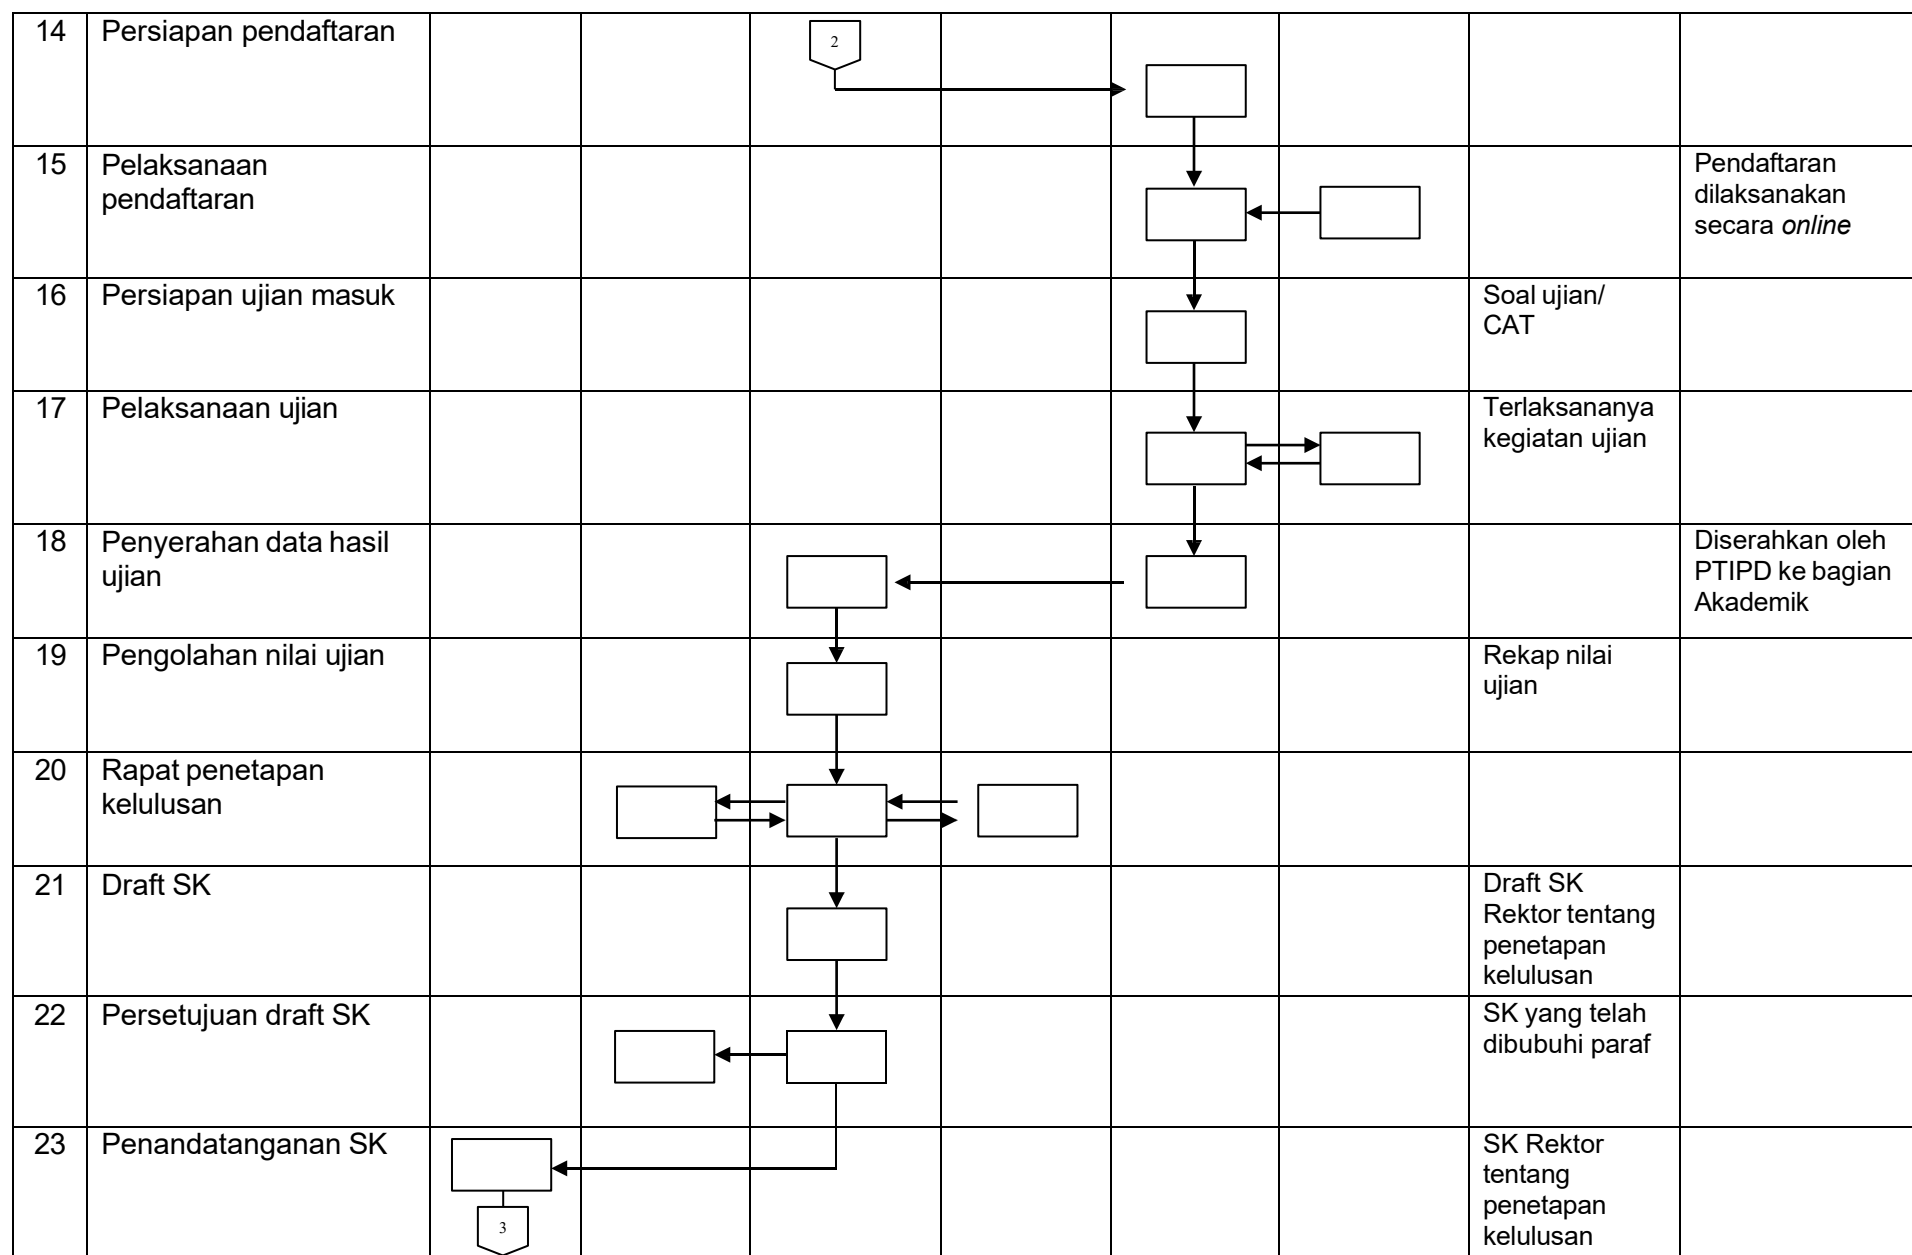 14
Persiapan pendaftaran
2
15
Pelaksanaan
pendaftaran
Pendaftaran
dilaksanakan
secara online
16
Persiapan ujian masuk
Soal ujian/
CAT
17
Pelaksanaan ujian
Terlaksananya
kegiatan ujian
18
Penyerahan data hasil
ujian
Diserahkan oleh
PTIPD ke bagian
Akademik
19
Pengolahan nilai ujian
Rekap nilai
ujian
20
Rapat penetapan
kelulusan
21
Draft SK
Draft SK
Rektor tentang
penetapan
kelulusan
22
Persetujuan draft SK
SK yang telah
dibubuhi paraf
23
Penandatanganan SK
SK Rektor
tentang
penetapan
kelulusan
3